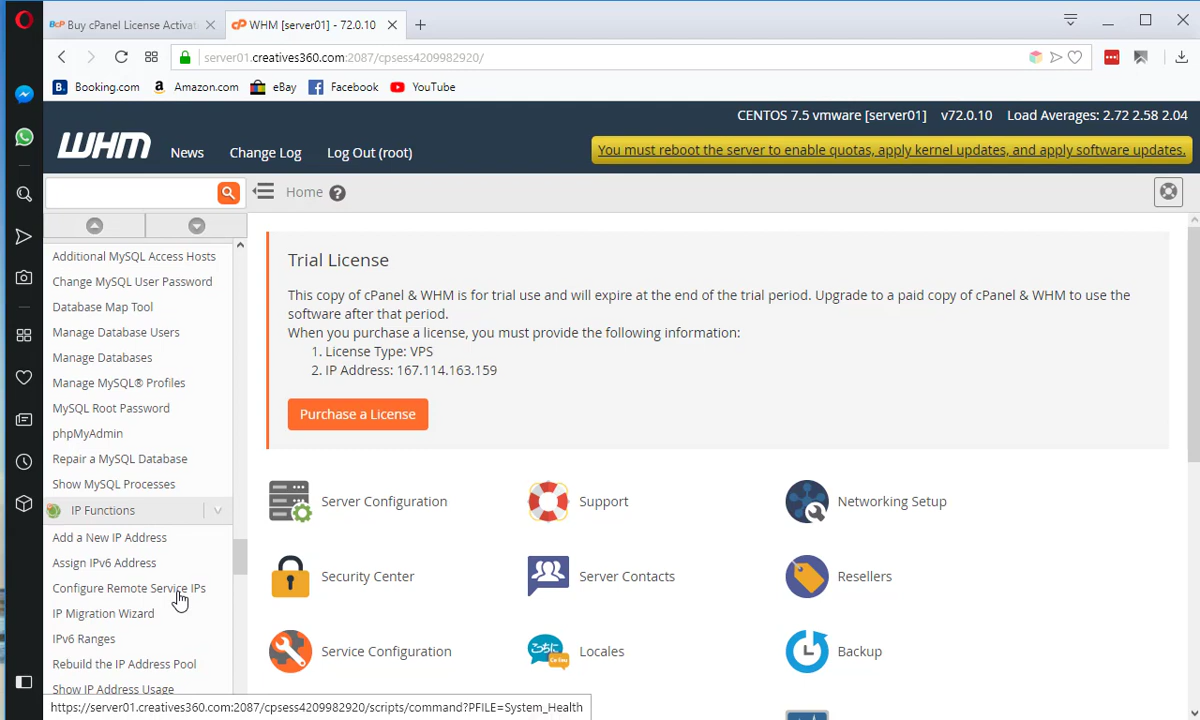 BCP Buy cPanel License Activat
WHM [server01] - 72.0.10
server01.creatives360.com:2087/cpsess4209982920/
B. Booking.com
a Amazon.com
eBay
Facebook
YouTube
CENTOS 7.5 vmware [server01] v72.0.10 Load Averages: 2.72 2.58 2.04
WHM News Change Log Log Out (root)
You must reboot the server to enable quotas, apply kernel updates, and apply software updates.
Home
Additional MySQL Access Hosts
Change MySQL User Password
Database Map Tool
Manage Database Users
Manage Databases
Manage MySQL® Profiles
MySQL Root Password
phpMyAdmin
Repair a MySQL Database
Show MySQL Processes
IP Functions
Add a New IP Address
Assign IPv6 Address
Configure Remote Service IPs
IP Migration Wizard
IPv6 Ranges
Rebuild the IP Address Pool
Show IP Address Usage
Trial License
This copy of cPanel & WHM is for trial use and will expire at the end of the trial period. Upgrade to a paid copy of cPanel & WHM to use the
software after that period.
When you purchase a license, you must provide the following information:
1. License Type: VPS
2. IP Address: 167.114.163.159
Purchase a License
Server Configuration
Support
Networking Setup
Security Center
Server Contacts
Resellers
Service Configuration
Locales
Backup
https://server01.creatives360.com:2087/cpsess4209982920/scripts/command?PFILE=System_Health